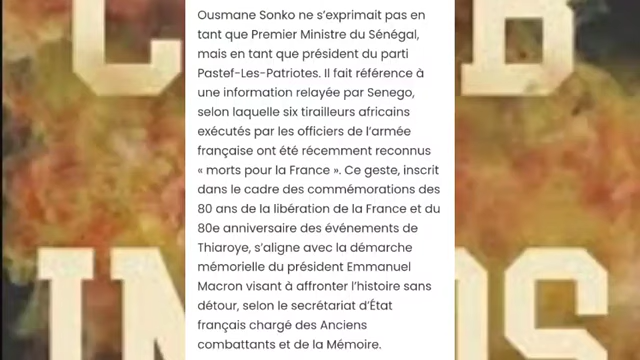 Ousmane Sonko ne s’exprimait pas en
tant que Premier Ministre du Sénégal,
mais en tant que président du parti
Pastef-Les-Patriotes. Il fait référence à
une information relayée par Senego,
selon laquelle six tirailleurs africains
exécutés par les officiers de l’armée
française ont été récemment reconnus
« morts pour la France ». Ce geste, inscrit
dans le cadre des commémorations des
80 ans de la libération de la France et du
80e anniversaire des événements de
Thiaroye, s’aligne avec la démarche
mémorielle du président Emmanuel
Macron visant à affronter l’histoire sans
détour, selon le secrétariat d’État
français chargé des Anciens
combattants et de la Mémoire.